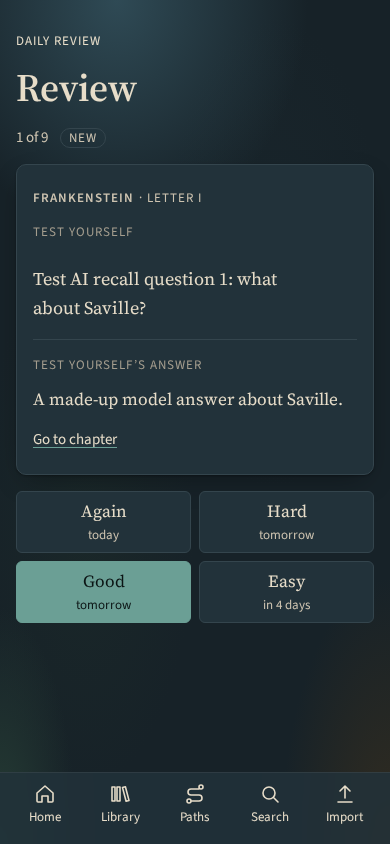 DAILY REVIEW
Review
1 of 9 NEW
FRANKENSTEIN · LETTER I
TEST YOURSELF
Test AI recall question 1: what
about Saville?
TEST YOURSELF'S ANSWER
A made-up model answer about Saville.
Go to chapter
Again Hard
today tomorrow
Good Easy
tomorrow in 4 days
Home Library Paths Search Import